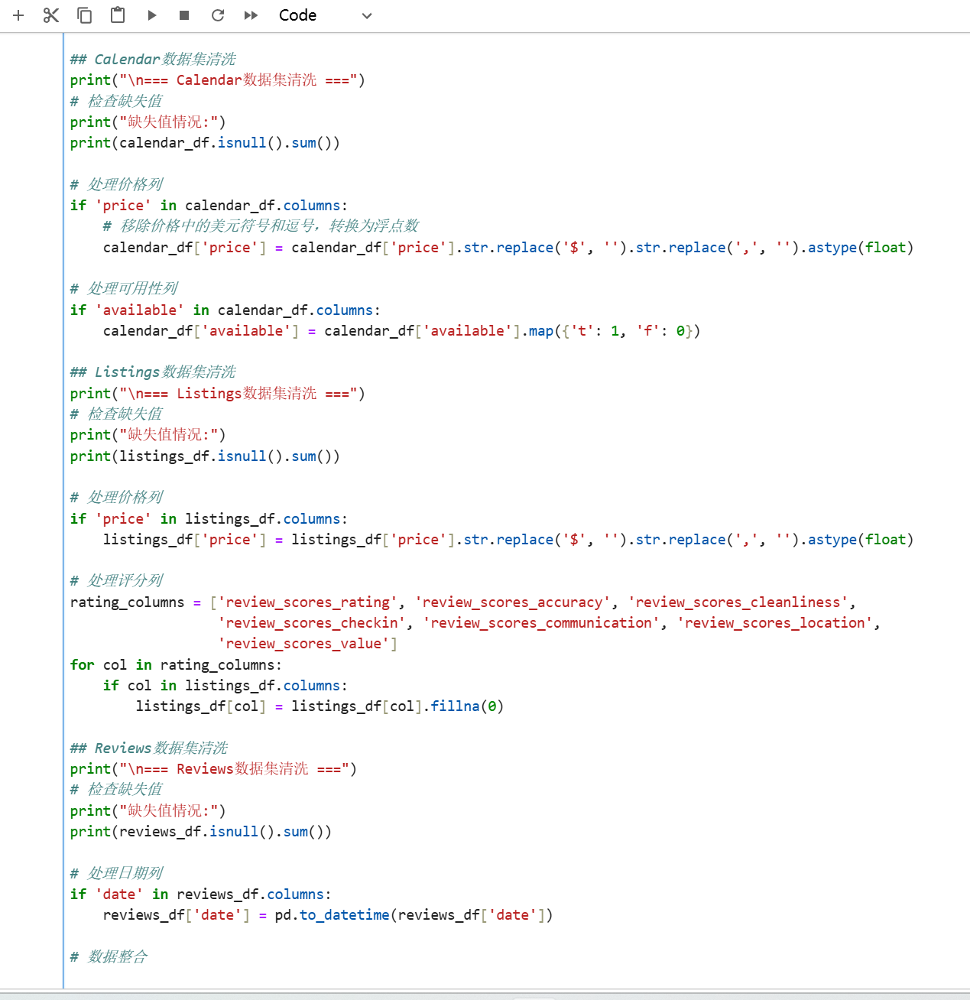 Code
## Calendar数据集清洗
print("\n=== Calendar数据集清洗 ===")
# 检查缺失值
print("缺失值情况:")
print(calendar_df.isnull().sum())
# 处理价格列
if 'price' in calendar_df.columns:
    # 移除价格中的美元符号和逗号，转换为浮点数
    calendar_df['price'] = calendar_df['price'].str.replace('$', '').str.replace(',', '').astype(float)
# 处理可用性列
if 'available' in calendar_df.columns:
    calendar_df['available'] = calendar_df['available'].map({'t': 1, 'f': 0})
## Listings数据集清洗
print("\n=== Listings数据集清洗 ===")
# 检查缺失值
print("缺失值情况:")
print(listings_df.isnull().sum())
# 处理价格列
if 'price' in listings_df.columns:
    listings_df['price'] = listings_df['price'].str.replace('$', '').str.replace(',', '').astype(float)
# 处理评分列
rating_columns = ['review_scores_rating', 'review_scores_accuracy', 'review_scores_cleanliness',
                  'review_scores_checkin', 'review_scores_communication', 'review_scores_location',
                  'review_scores_value']
for col in rating_columns:
    if col in listings_df.columns:
        listings_df[col] = listings_df[col].fillna(0)
## Reviews数据集清洗
print("\n=== Reviews数据集清洗 ===")
# 检查缺失值
print("缺失值情况:")
print(reviews_df.isnull().sum())
# 处理日期列
if 'date' in reviews_df.columns:
    reviews_df['date'] = pd.to_datetime(reviews_df['date'])
# 数据整合